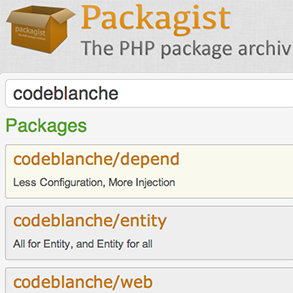 packagist
Packagist
The PHP package archiv
codeblanche
Packages
codeblanche/depend
Less Configuration, More Injection
codeblanche/entity
All for Entity, and Entity for all
codeblanche/web